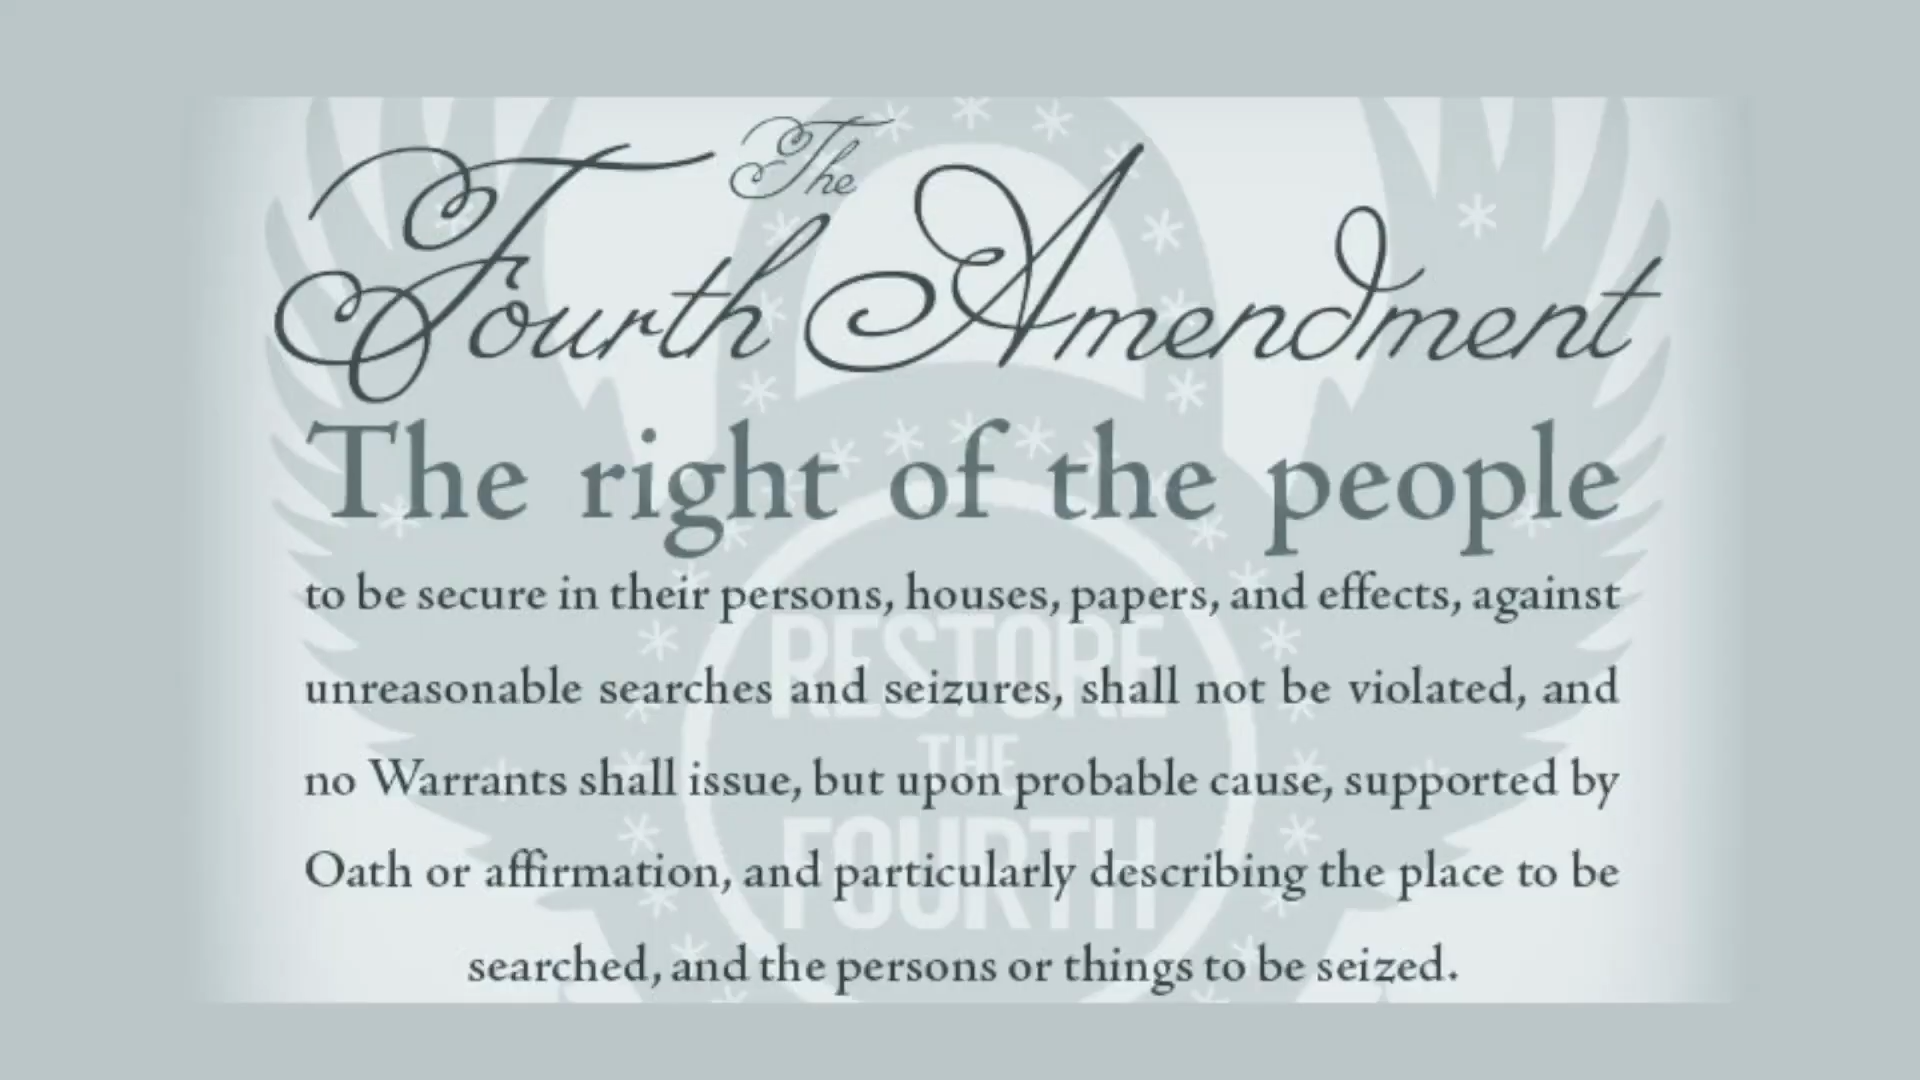 The
Fourth Amendment
The right of the people
to be secure in their persons, houses, papers, and effects, against
unreasonable searches and seizures, shall not be violated, and
no Warrants shall issue, but upon probable cause, supported by
Oath or affirmation, and particularly describing the place to be
searched, and the persons or things to be seized.
RESTORE
THE
FOURTH